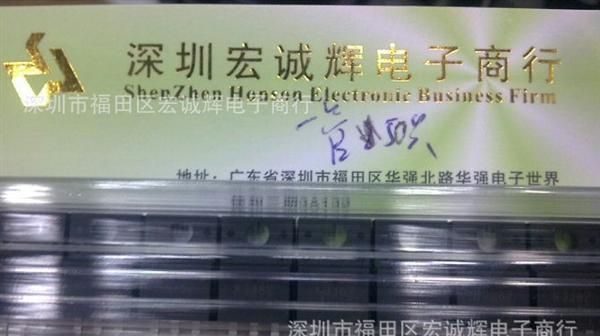 深圳宏诚辉电子商行
ShenZhen Honson Electronic Business Firm
深圳市福田区宏诚辉电子商行
地址：广东省深圳市福田区华强北路华强电子世界
深圳市福田区宏诚辉电子商行